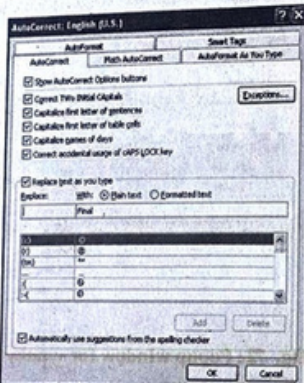 AutoCorrect: English (U.S.)
AutoFormat Smart Tags
AutoCorrect Math AutoCorrect AutoFormat As You Type
Show AutoCorrect Options buttons
Correct TWo INitial CApitals Exceptions...
Capitalize first letter of sentences
Capitalize first letter of table cells
Capitalize names of days
Correct accidental usage of cAPS LOCK key
Replace text as you type
Replace: With: Plain text Formatted text
Final
(c) ©
(r) ®
(tm) ™
...
:(
:-(
Add Delete
Automatically use suggestions from the spelling checker
OK Cancel